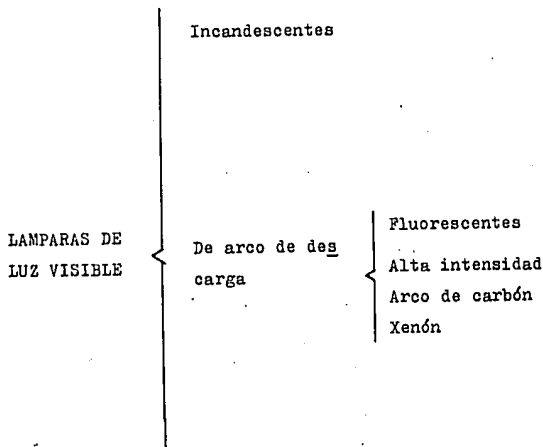 Incandescentes
LAMPARAS DE
LUZ VISIBLE
De arco de des
carga
Fluorescentes
Alta intensidad
Arco de carbón
Xenón